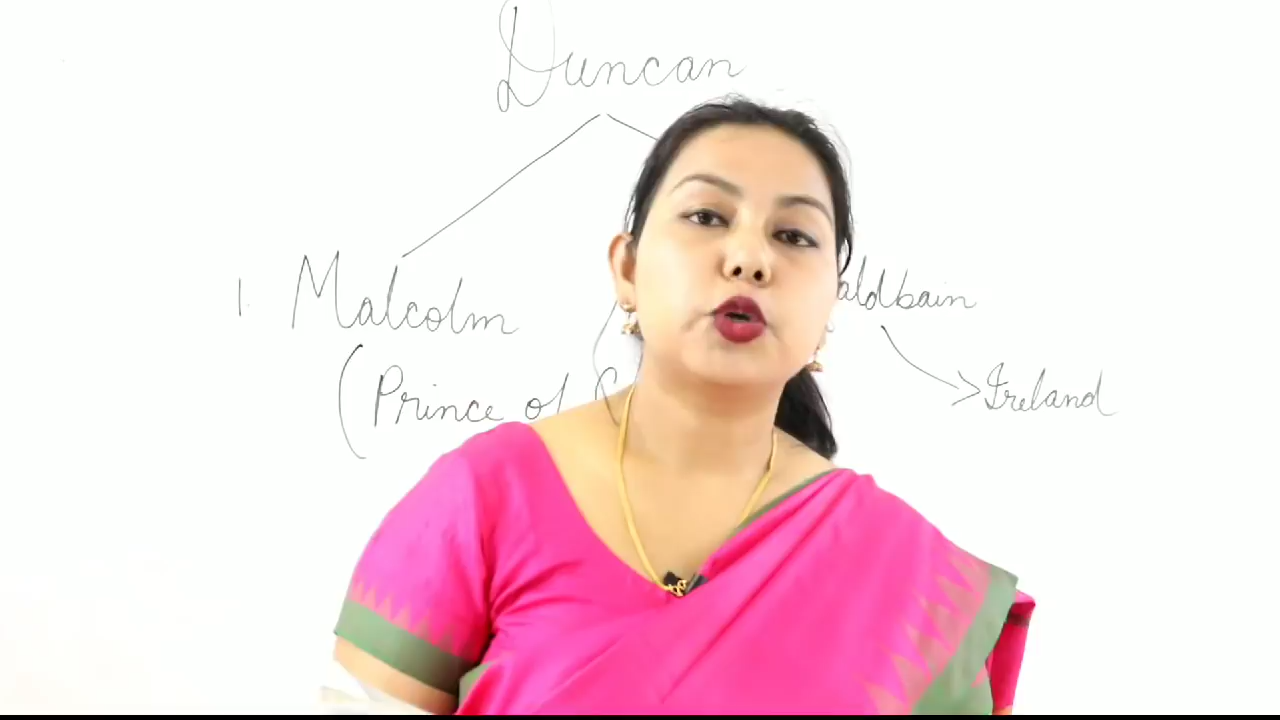 Duncan
1. Malcolm aldbain
(Prince of
Ireland